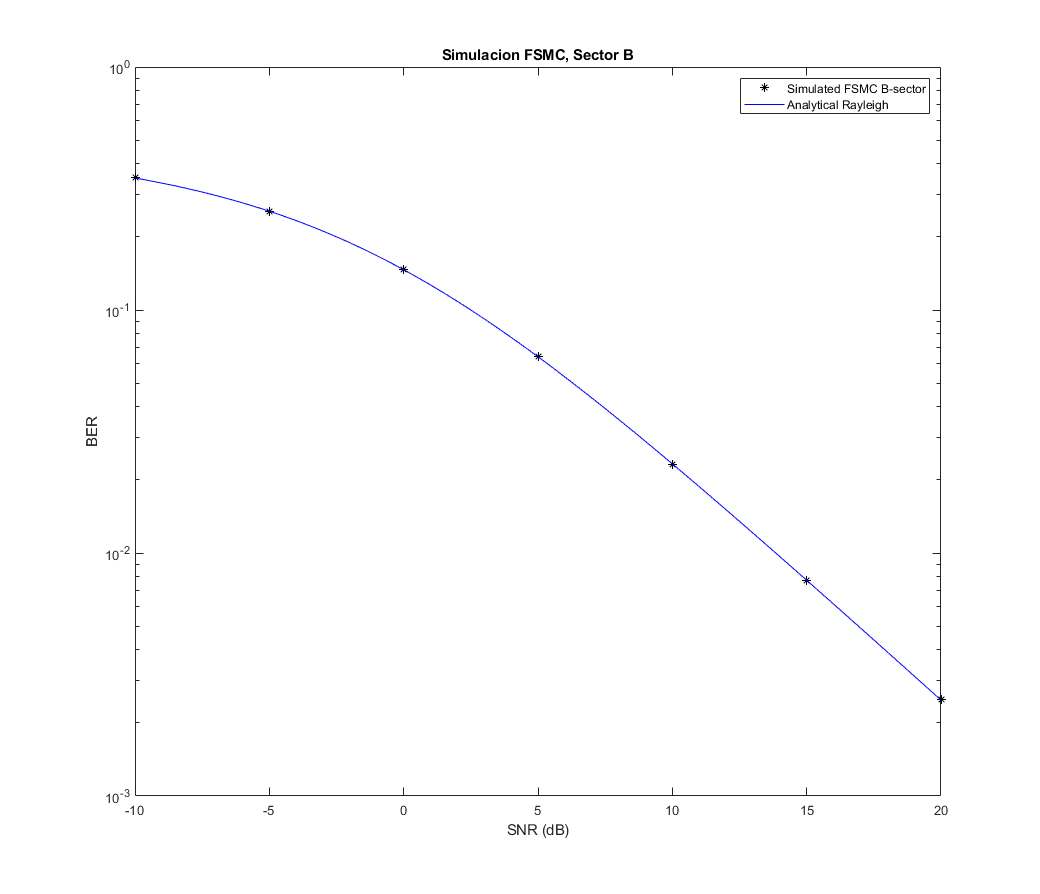 Simulacion FSMC, Sector B
Simulated FSMC B-sector
Analytical Rayleigh
10^0
10^-1
10^-2
10^-3
BER
-10 -5 0 5 10 15 20
SNR (dB)